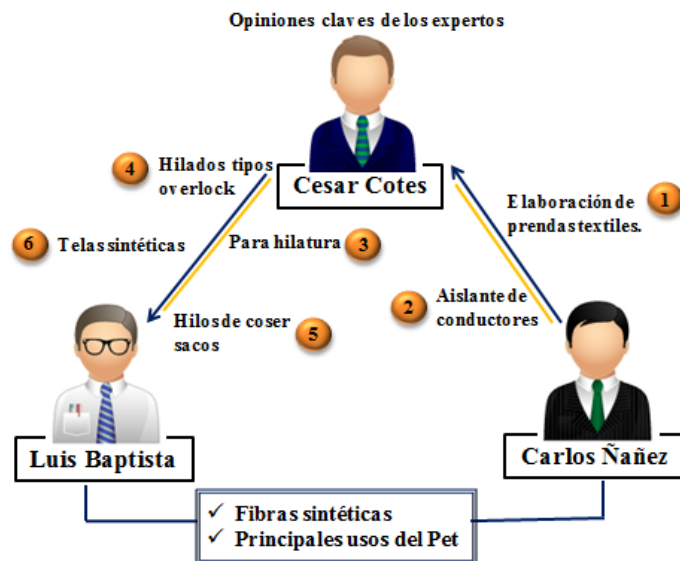 Opiniones claves de los expertos
Cesar Cotes
4
Hilados tipos
overlock
1
Elaboración de
prendas textiles.
6
Telas sintéticas
Para hilatura
3
2
Aislante de
conductores
Hilos de coser
sacos
5
Luis Baptista
Carlos Ñañez
✓ Fibras sintéticas
✓ Principales usos del Pet